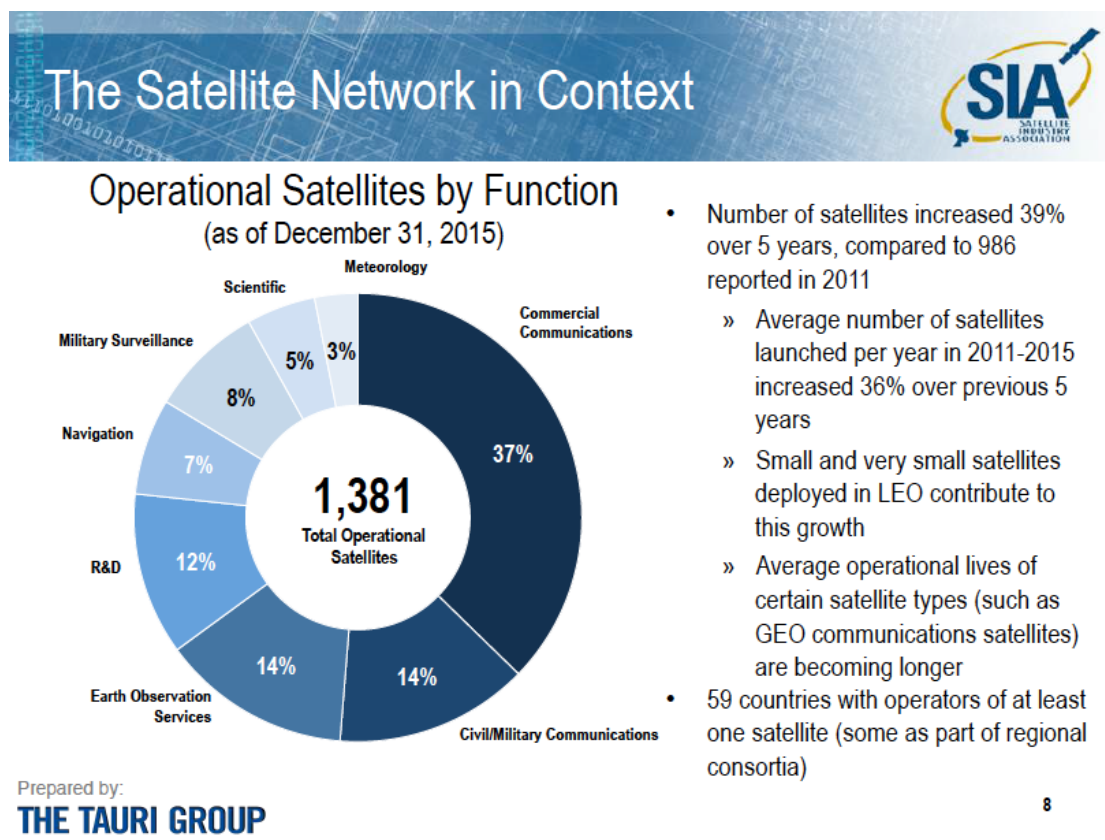 The Satellite Network in Context
SIA
SATELLITE
INDUSTRY
ASSOCIATION
Operational Satellites by Function
(as of December 31, 2015)
Meteorology
Scientific
Military Surveillance
Navigation
R&D
Earth Observation
Services
Civil/Military Communications
Commercial
Communications
3%
5%
8%
7%
12%
14%
14%
37%
1,381
Total Operational
Satellites
• Number of satellites increased 39%
over 5 years, compared to 986
reported in 2011
» Average number of satellites
launched per year in 2011-2015
increased 36% over previous 5
years
» Small and very small satellites
deployed in LEO contribute to
this growth
» Average operational lives of
certain satellite types (such as
GEO communications satellites)
are becoming longer
• 59 countries with operators of at least
one satellite (some as part of regional
consortia)
Prepared by:
THE TAURI GROUP
8